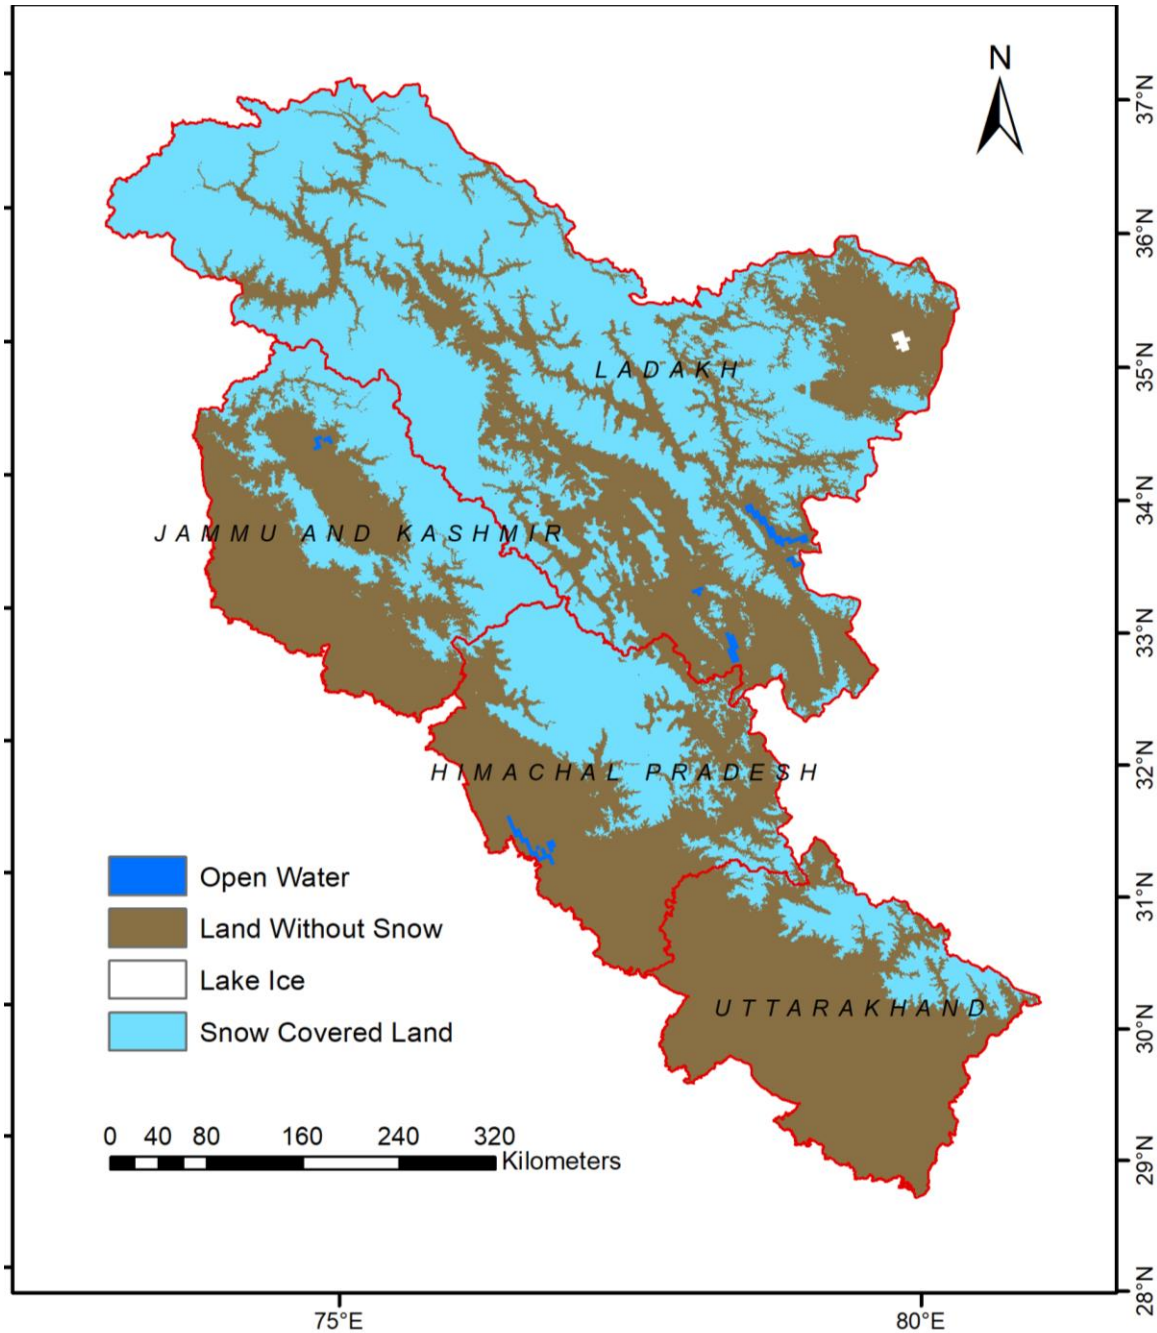 N
37°N
36°N
35°N
34°N
33°N
32°N
31°N
30°N
29°N
28°N
LADAKH
JAMMU AND KASHMIR
HIMACHAL PRADESH
UTTARAKHAND
Open Water
Land Without Snow
Lake Ice
Snow Covered Land
0 40 80 160 240 320
Kilometers
75°E 80°E